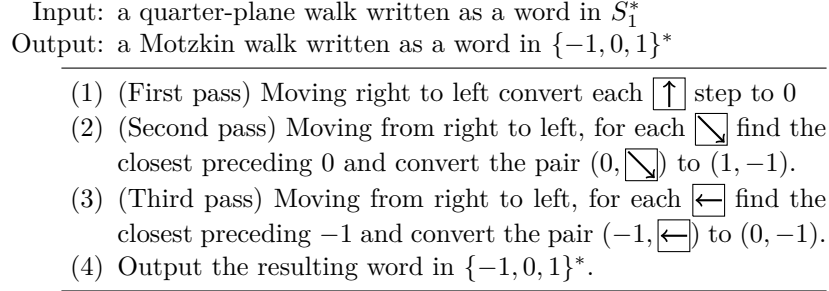 Input: a quarter-plane walk written as a word in $S_1^*$
Output: a Motzkin walk written as a word in $\{-1, 0, 1\}^*$
(1) (First pass) Moving right to left convert each ↑ step to 0
(2) (Second pass) Moving from right to left, for each ↘ find the
closest preceding 0 and convert the pair (0, ↘) to (1, −1).
(3) (Third pass) Moving from right to left, for each ← find the
closest preceding −1 and convert the pair (−1, ←) to (0, −1).
(4) Output the resulting word in $\{-1, 0, 1\}^*$.